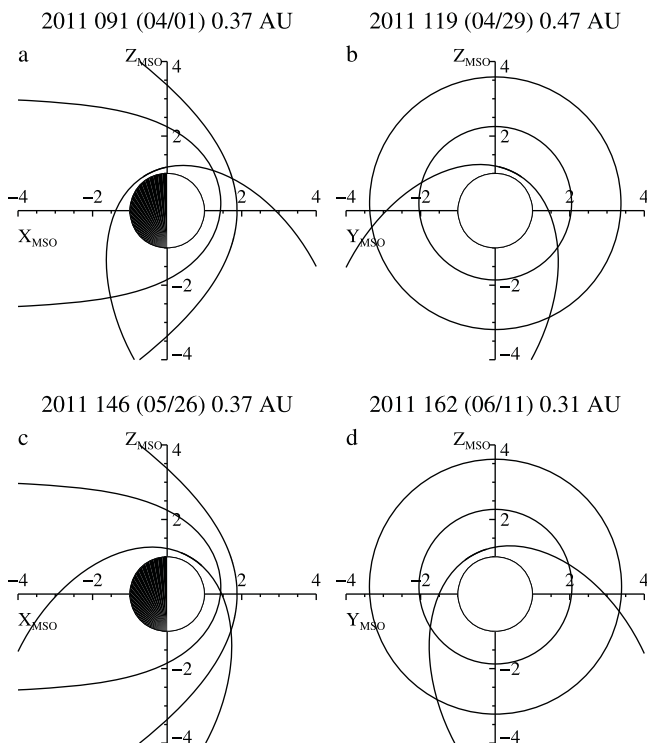 2011 091 (04/01) 0.37 AU
2011 119 (04/29) 0.47 AU
a
Z_MSO
4
2
−4
−2
2
4
X_MSO
−2
−4
b
Z_MSO
4
2
−4
−2
2
4
Y_MSO
−2
−4
2011 146 (05/26) 0.37 AU
2011 162 (06/11) 0.31 AU
c
Z_MSO
4
2
−4
−2
2
4
X_MSO
−2
−4
d
Z_MSO
4
2
−4
−2
2
4
Y_MSO
−2
−4